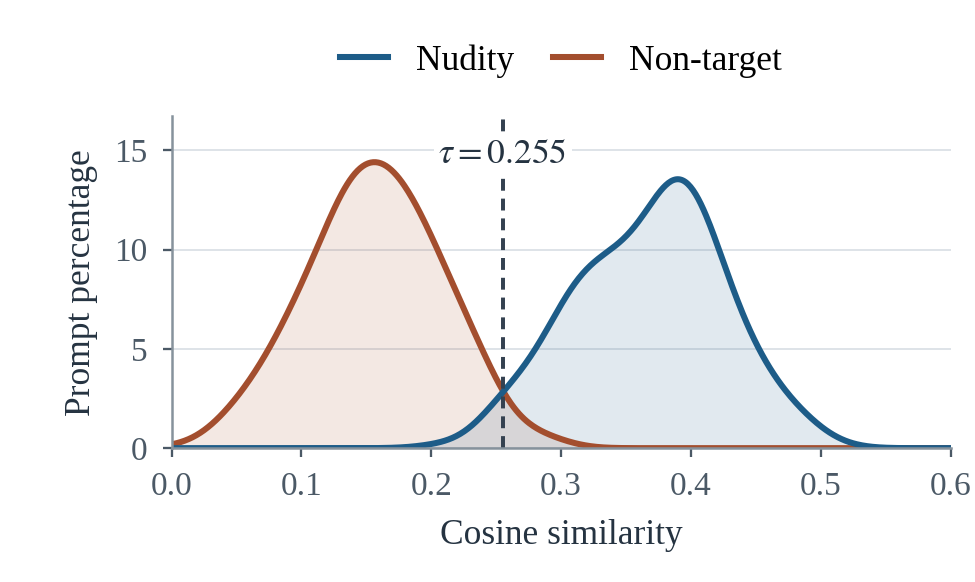 Nudity Non-target
τ = 0.255
15
10
5
0
Prompt percentage
0.0 0.1 0.2 0.3 0.4 0.5 0.6
Cosine similarity